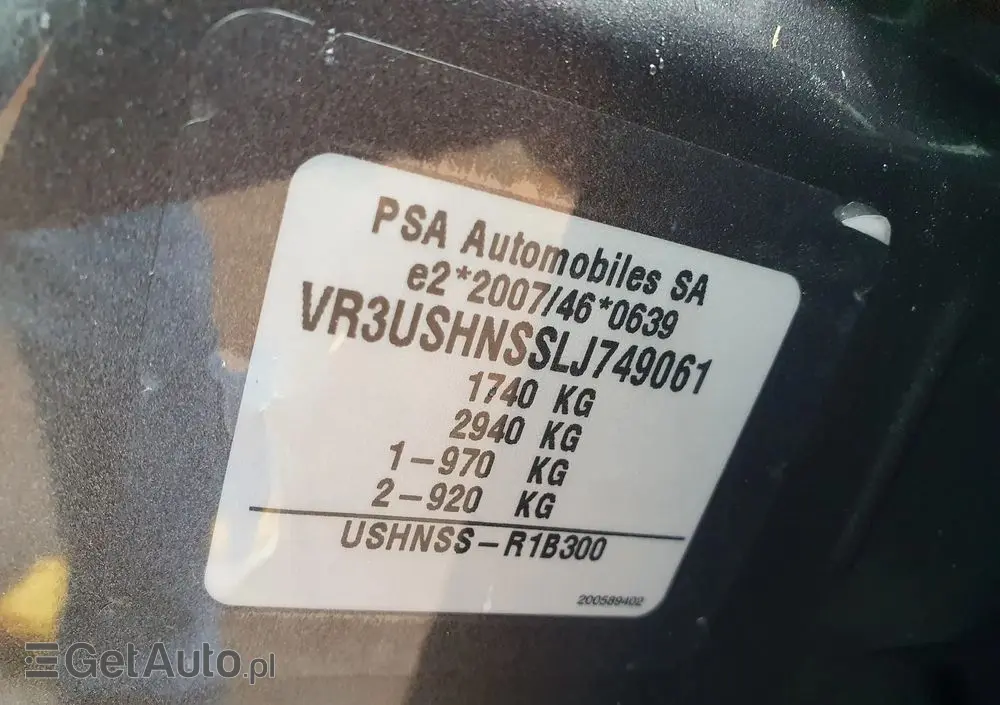 PSA Automobiles SA
e2*2007/46*0639
VR3USHNSSLJ749061
1740 KG
2940 KG
1-970 KG
2-920 KG
USHNSS-R1B300
200589402
GetAuto.pl